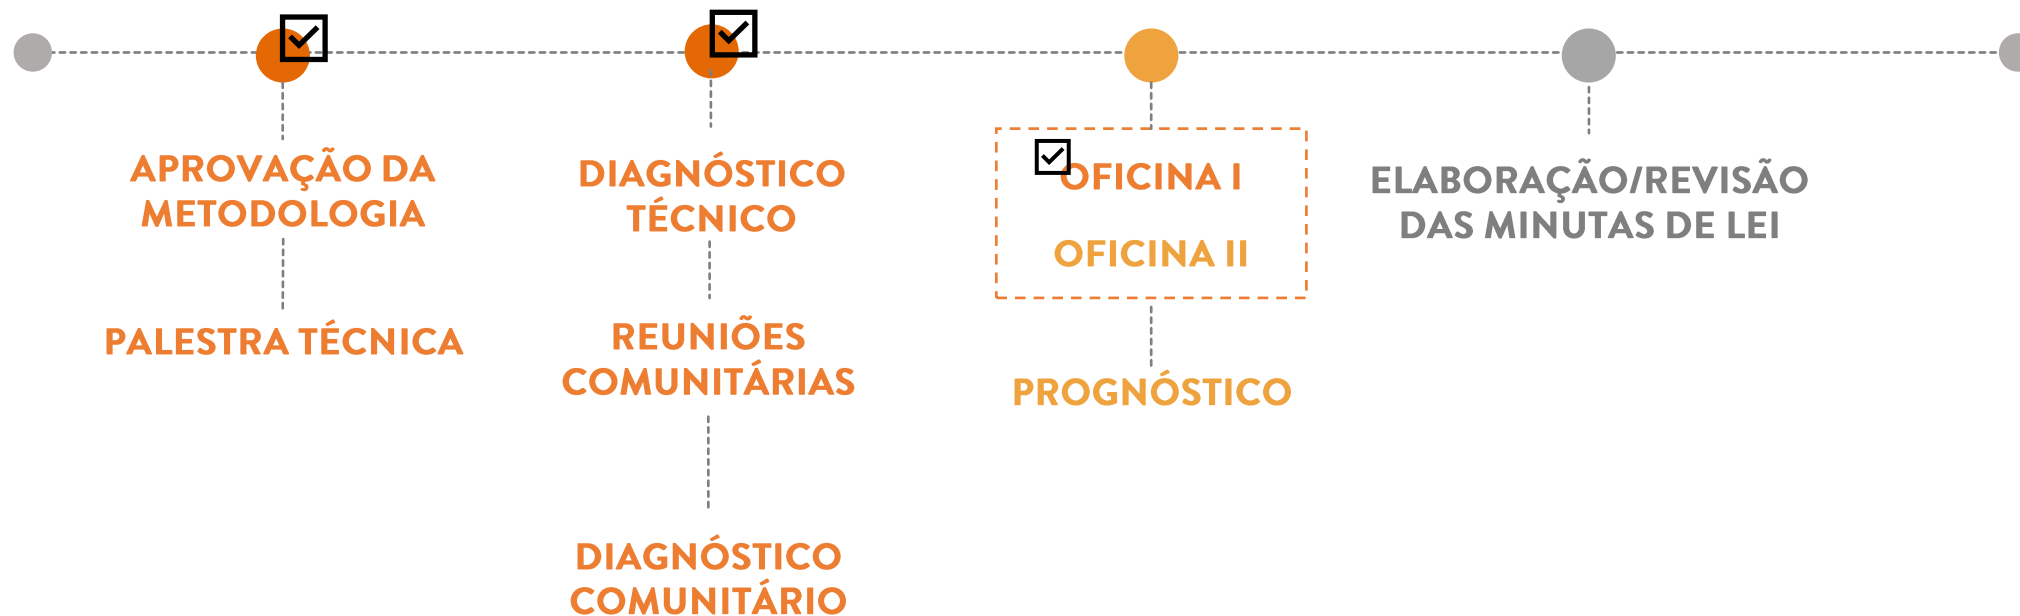 APROVAÇÃO DA
METODOLOGIA
PALESTRA TÉCNICA
DIAGNÓSTICO
TÉCNICO
REUNIÕES
COMUNITÁRIAS
DIAGNÓSTICO
COMUNITÁRIO
OFICINA I
OFICINA II
PROGNÓSTICO
ELABORAÇÃO/REVISÃO
DAS MINUTAS DE LEI